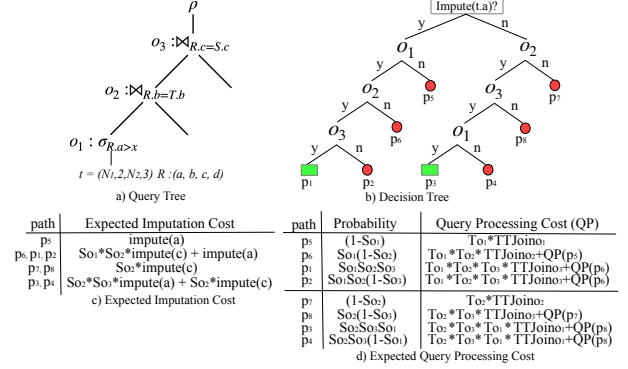 ρ
o₃ :⋈R.c=S.c
o₂ :⋈R.b=T.b
o₁ : σR.a>x
t = (N₁,2,N₂,3) R :(a, b, c, d)
a) Query Tree
Impute(t.a)?
y n
o₁ o₂
y n y n
o₂ p₅ o₃ p₇
y n y n
o₃ p₆ o₁ p₈
y n y n
p₁ p₂ p₃ p₄
b) Decision Tree
path Expected Imputation Cost
p₅ impute(a)
p₆, p₁, p₂ So₁*So₂*impute(c) + impute(a)
p₇, p₈ So₂*impute(c)
p₃, p₄ So₂*So₃*impute(a) + So₂*impute(c)
c) Expected Imputation Cost
path Probability Query Processing Cost (QP)
p₅ (1-So₁) To₁*TTJoino₁
p₆ So₁(1-So₂) To₁*To₂* TTJoino₂+QP(p₅)
p₁ So₁So₂So₃ To₁*To₂* To₃ *TTJoino₃+QP(p₆)
p₂ So₁So₂(1-So₃) To₁*To₂* To₃ *TTJoino₃+QP(p₆)
p₇ (1-So₂) To₂*TTJoino₂
p₈ So₂(1-So₃) To₂*To₃* TTJoino₃+QP(p₇)
p₃ So₂So₃So₁ To₂*To₃* To₁ *TTJoino₁+QP(p₈)
p₄ So₂So₃(1-So₁) To₂*To₃* To₁ *TTJoino₁+QP(p₈)
d) Expected Query Processing Cost